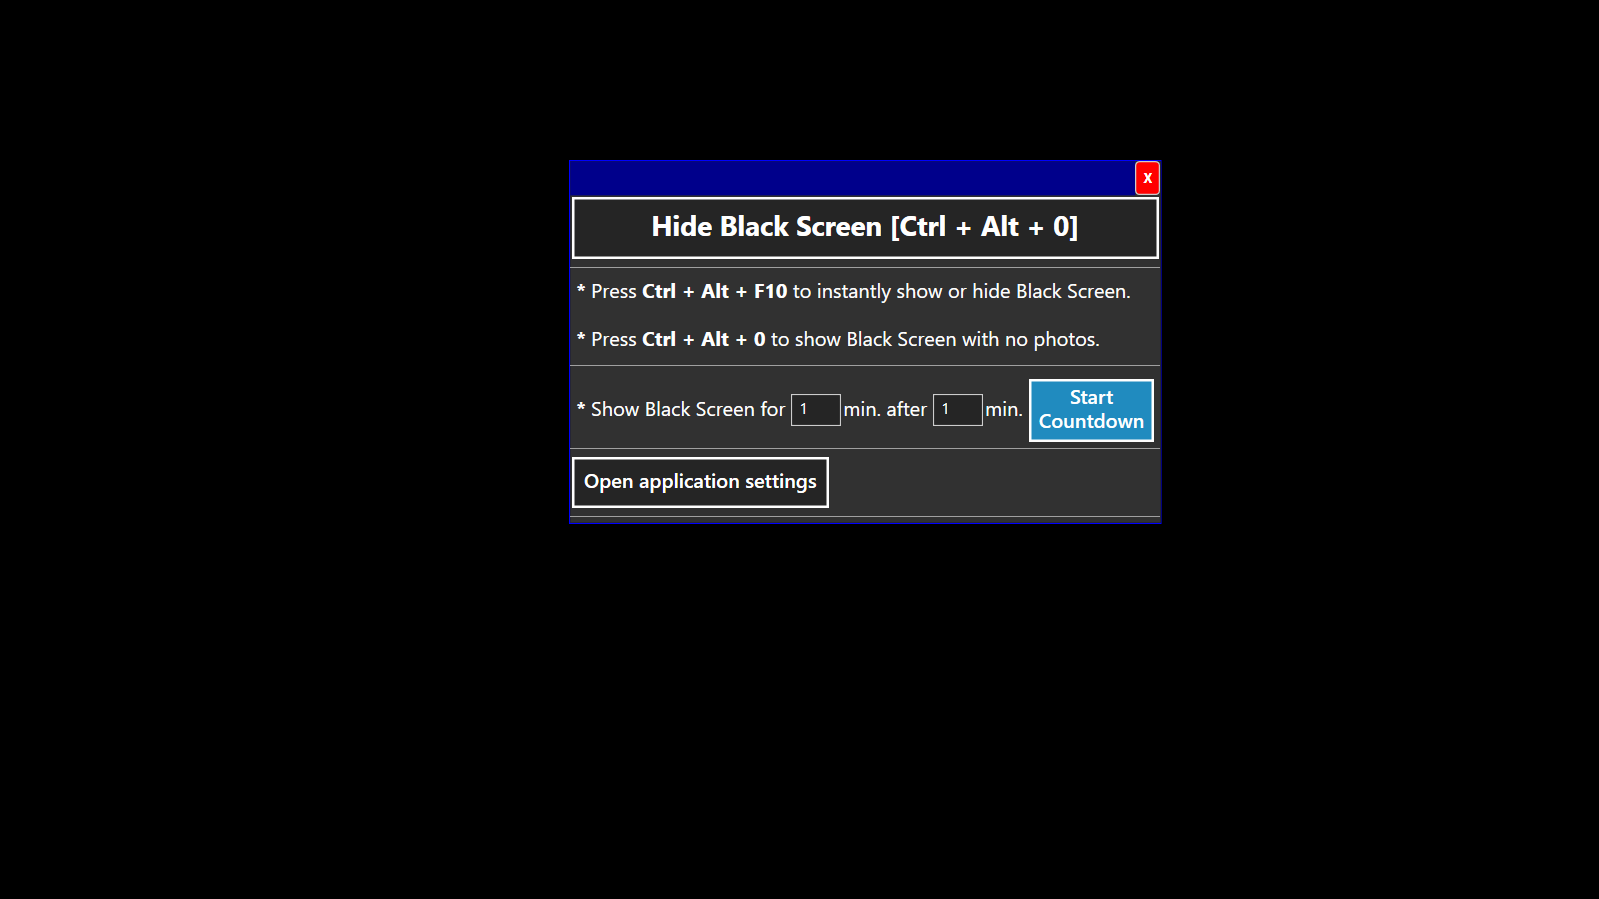 X
Hide Black Screen [Ctrl + Alt + 0]
* Press Ctrl + Alt + F10 to instantly show or hide Black Screen.
* Press Ctrl + Alt + 0 to show Black Screen with no photos.
* Show Black Screen for 1 min. after 1 min.
Start
Countdown
Open application settings